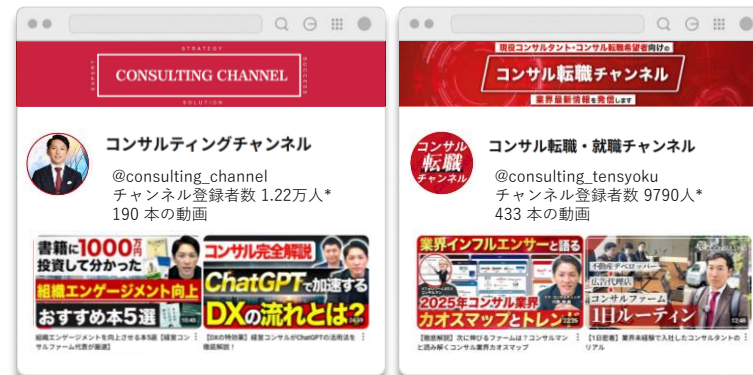 STRATEGY
EXPERT
CONSULTING CHANNEL
SUCCESS
SOLUTION
コンサルティングチャンネル
@consulting_channel
チャンネル登録者数 1.22万人*
190 本の動画
書籍に1000万円
投資して分かった
組織エンゲージメント向上
おすすめ本5選
10:40
コンサル完全解説
ChatGPTで加速する
DXの流れとは?
24:59
組織エンゲージメントを向上させる本5選【経営コンサルファーム代表が厳選】
【DXの特効薬】経営コンサルがChatGPTの活用法を徹底解説！
現役コンサルタント・コンサル転職希望者向けの
コンサル転職チャンネル
業界最新情報を発信します
コンサル
転職
チャンネル
コンサル転職・就職チャンネル
@consulting_tensyoku
チャンネル登録者数 9790人*
433 本の動画
業界インフルエンサーと語る
2025年コンサル業界
カオスマップとトレンド
22:35
不動産デベロッパー
広告代理店
コンサルファーム
1日ルーティン
12:46
【徹底解説】次に伸びるファームは？コンサルマンと読み解くコンサル業界カオスマップ
【1日密着】業界未経験で入社したコンサルタントのリアル